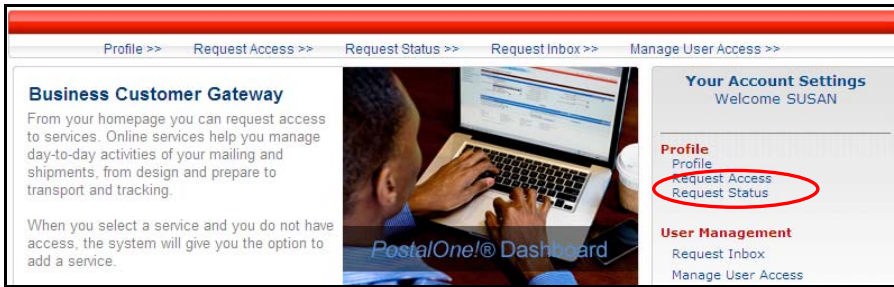 Profile >> Request Access >> Request Status >> Request Inbox >> Manage User Access >>
Business Customer Gateway
From your homepage you can request access
to services. Online services help you manage
day-to-day activities of your mailing and
shipments, from design and prepare to
transport and tracking.
When you select a service and you do not have
access, the system will give you the option to
add a service.
PostalOne!® Dashboard
Your Account Settings
Welcome SUSAN
Profile
Profile
Request Access
Request Status
User Management
Request Inbox
Manage User Access